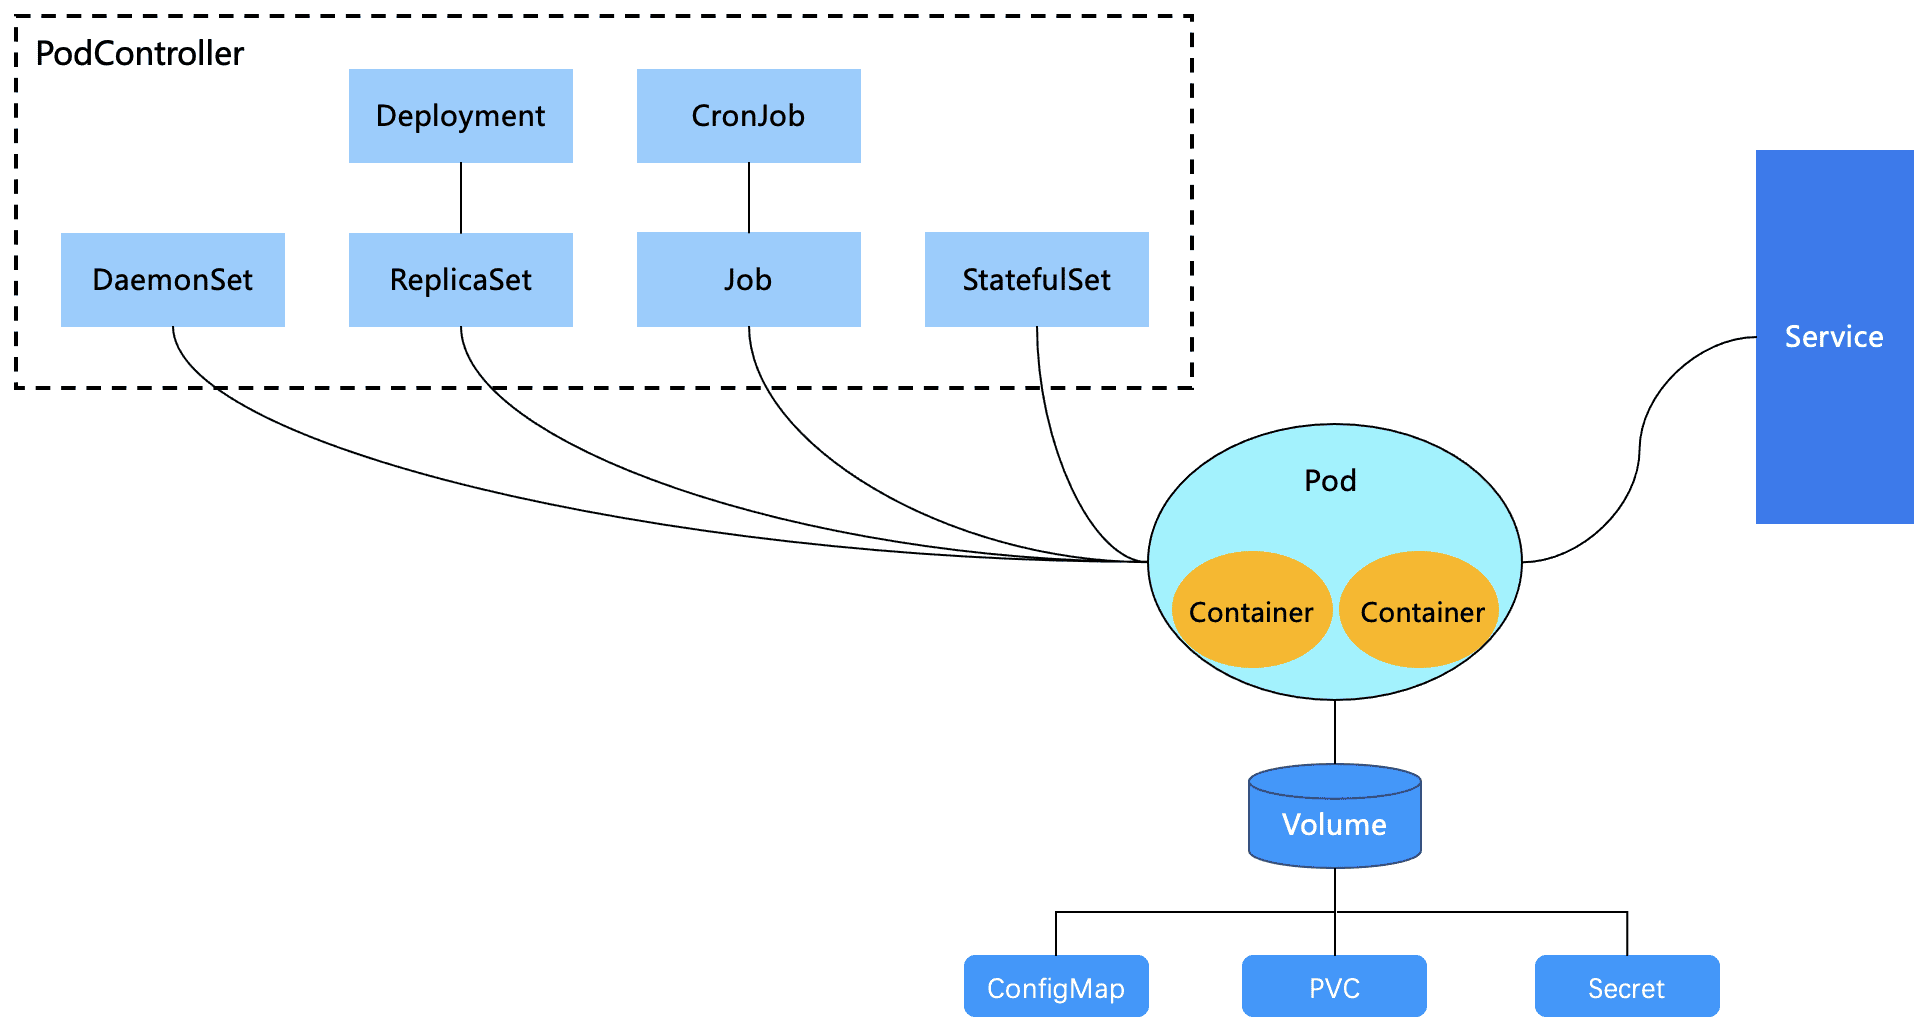 PodController
Deployment
CronJob
DaemonSet
ReplicaSet
Job
StatefulSet
Service
Pod
Container
Container
Volume
ConfigMap
PVC
Secret